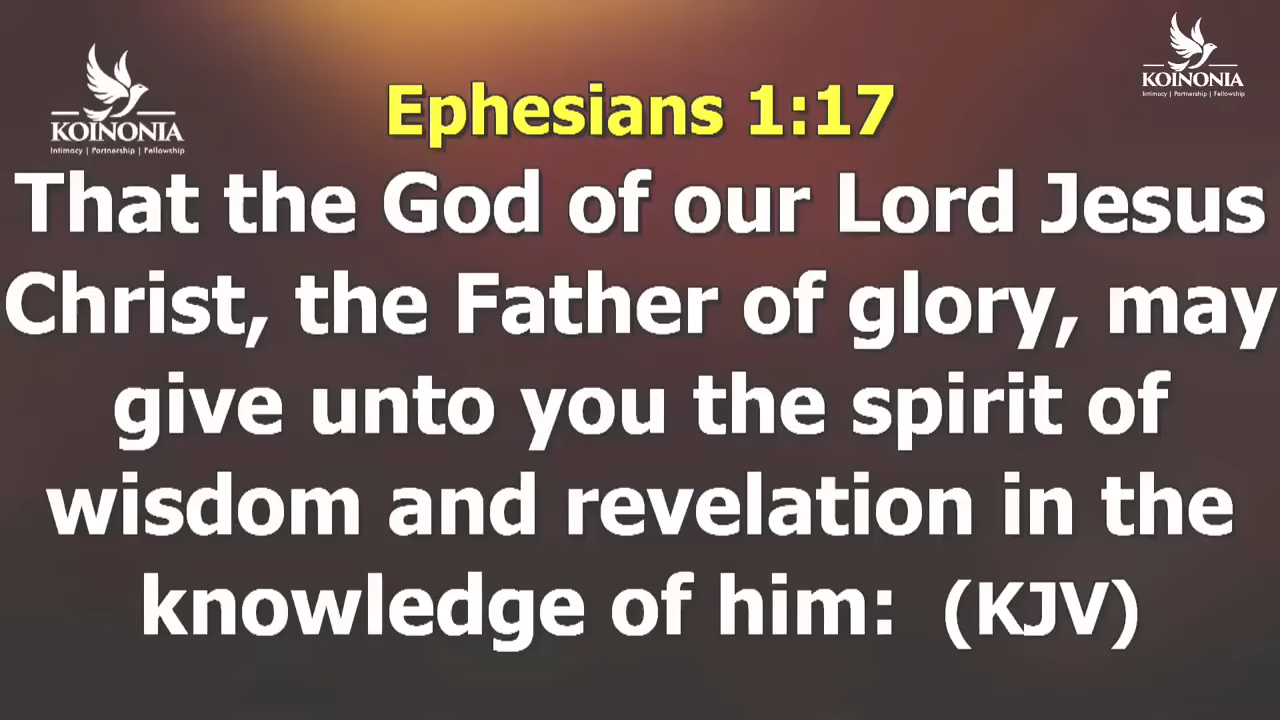 KOINONIA
Intimacy | Partnership | Fellowship
KOINONIA
Intimacy | Partnership | Fellowship
Ephesians 1:17
That the God of our Lord Jesus
Christ, the Father of glory, may
give unto you the spirit of
wisdom and revelation in the
knowledge of him: (KJV)